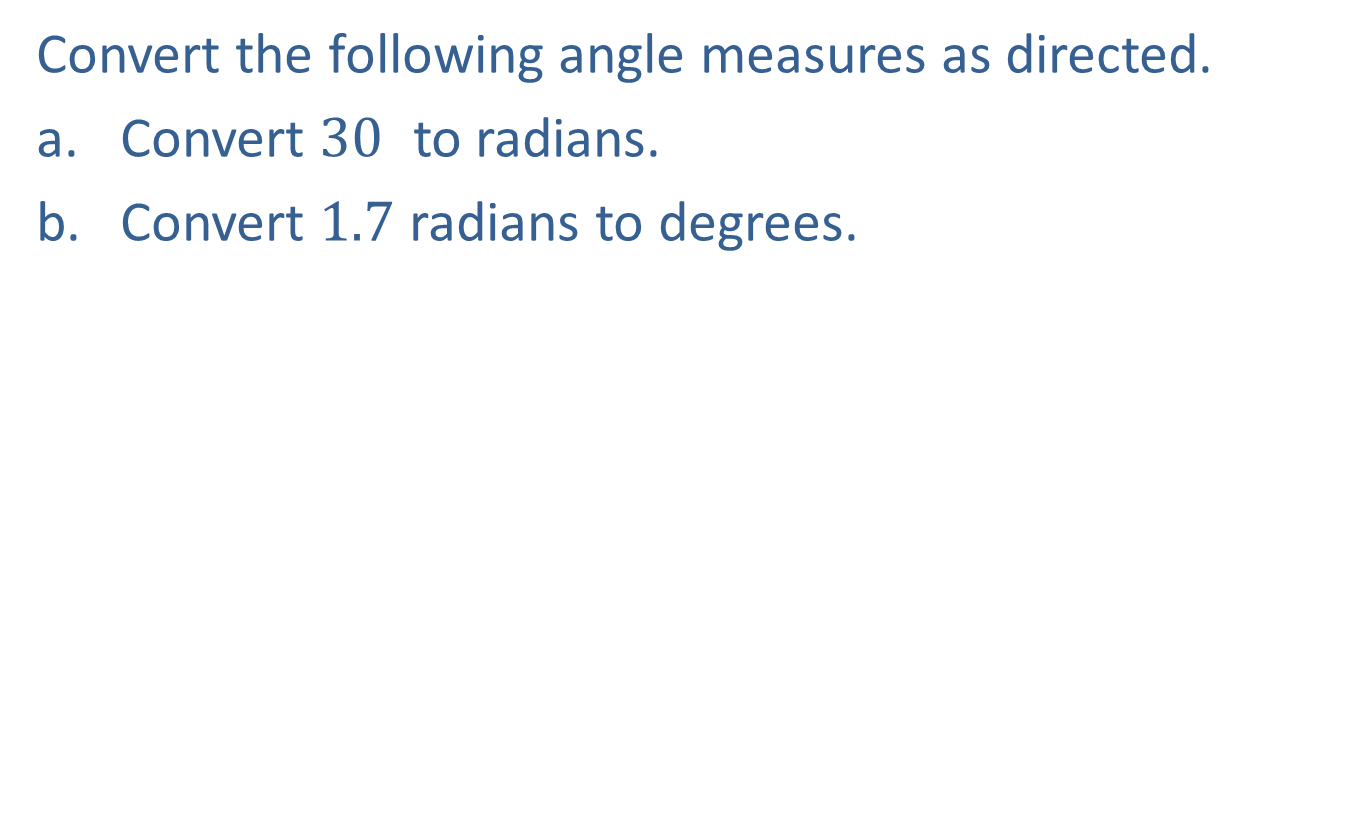 Convert the following angle measures as directed.
a. Convert 30 to radians.
b. Convert 1.7 radians to degrees.